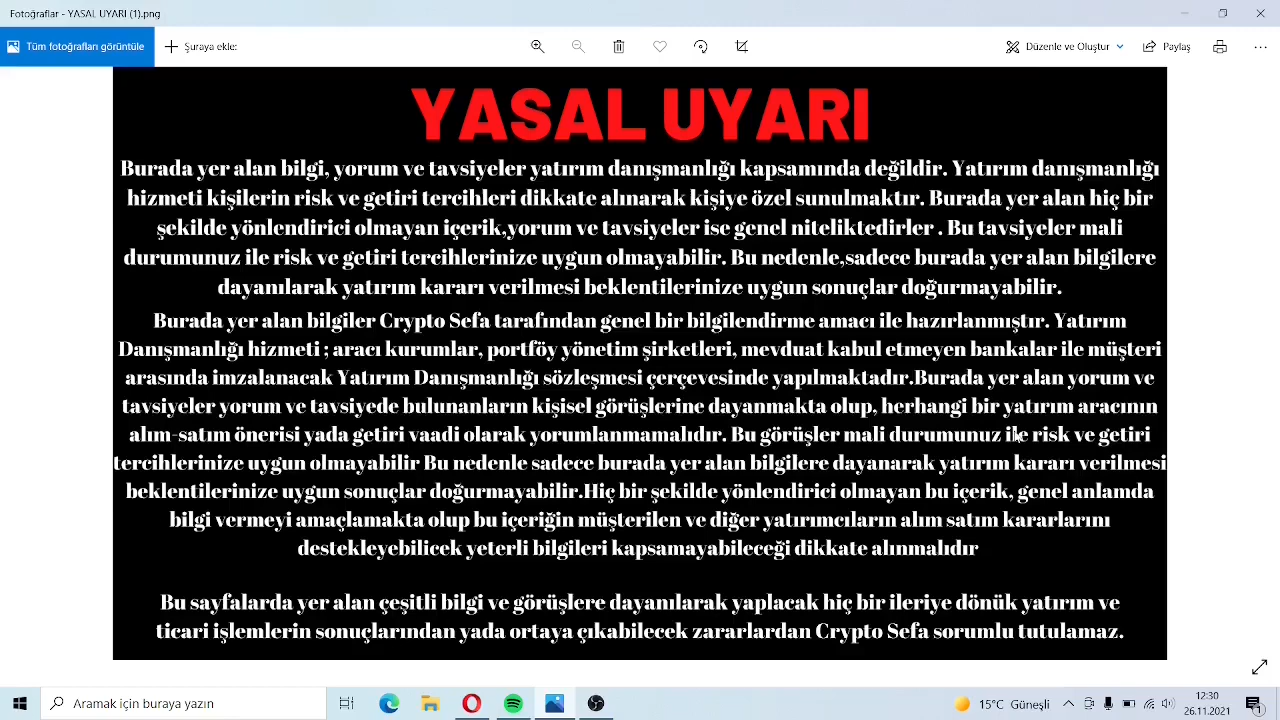 Fotoğraflar - YASAL UYARI (1).png
Tüm fotoğrafları görüntüle
Şuraya ekle:
Düzenle ve Oluştur
Paylaş
YASAL UYARI
Burada yer alan bilgi, yorum ve tavsiyeler yatırım danışmanlığı kapsamında değildir. Yatırım danışmanlığı
hizmeti kişilerin risk ve getiri tercihleri dikkate alınarak kişiye özel sunulmaktır. Burada yer alan hiç bir
şekilde yönlendirici olmayan içerik,yorum ve tavsiyeler ise genel niteliktedirler . Bu tavsiyeler mali
durumunuz ile risk ve getiri tercihlerinize uygun olmayabilir. Bu nedenle,sadece burada yer alan bilgilere
dayanılarak yatırım kararı verilmesi beklentilerinize uygun sonuçlar doğurmayabilir.
Burada yer alan bilgiler Crypto Sefa tarafından genel bir bilgilendirme amacı ile hazırlanmıştır. Yatırım
Danışmanlığı hizmeti ; aracı kurumlar, portföy yönetim şirketleri, mevduat kabul etmeyen bankalar ile müşteri
arasında imzalanacak Yatırım Danışmanlığı sözleşmesi çerçevesinde yapılmaktadır.Burada yer alan yorum ve
tavsiyeler yorum ve tavsiyede bulunanların kişisel görüşlerine dayanmakta olup, herhangi bir yatırım aracının
alım-satım önerisi yada getiri vaadi olarak yorumlanmamalıdır. Bu görüşler mali durumunuz ile risk ve getiri
tercihlerinize uygun olmayabilir Bu nedenle sadece burada yer alan bilgilere dayanarak yatırım kararı verilmesi
beklentilerinize uygun sonuçlar doğurmayabilir.Hiç bir şekilde yönlendirici olmayan bu içerik, genel anlamda
bilgi vermeyi amaçlamakta olup bu içeriğin müşterilen ve diğer yatırımcıların alım satım kararlarını
destekleyebilicek yeterli bilgileri kapsamayabileceği dikkate alınmalıdır
Bu sayfalarda yer alan çeşitli bilgi ve görüşlere dayanılarak yaplacak hiç bir ileriye dönük yatırım ve
ticari işlemlerin sonuçlarından yada ortaya çıkabilecek zararlardan Crypto Sefa sorumlu tutulamaz.
Aramak için buraya yazın
15°C Güneşli
12:30
26.11.2021